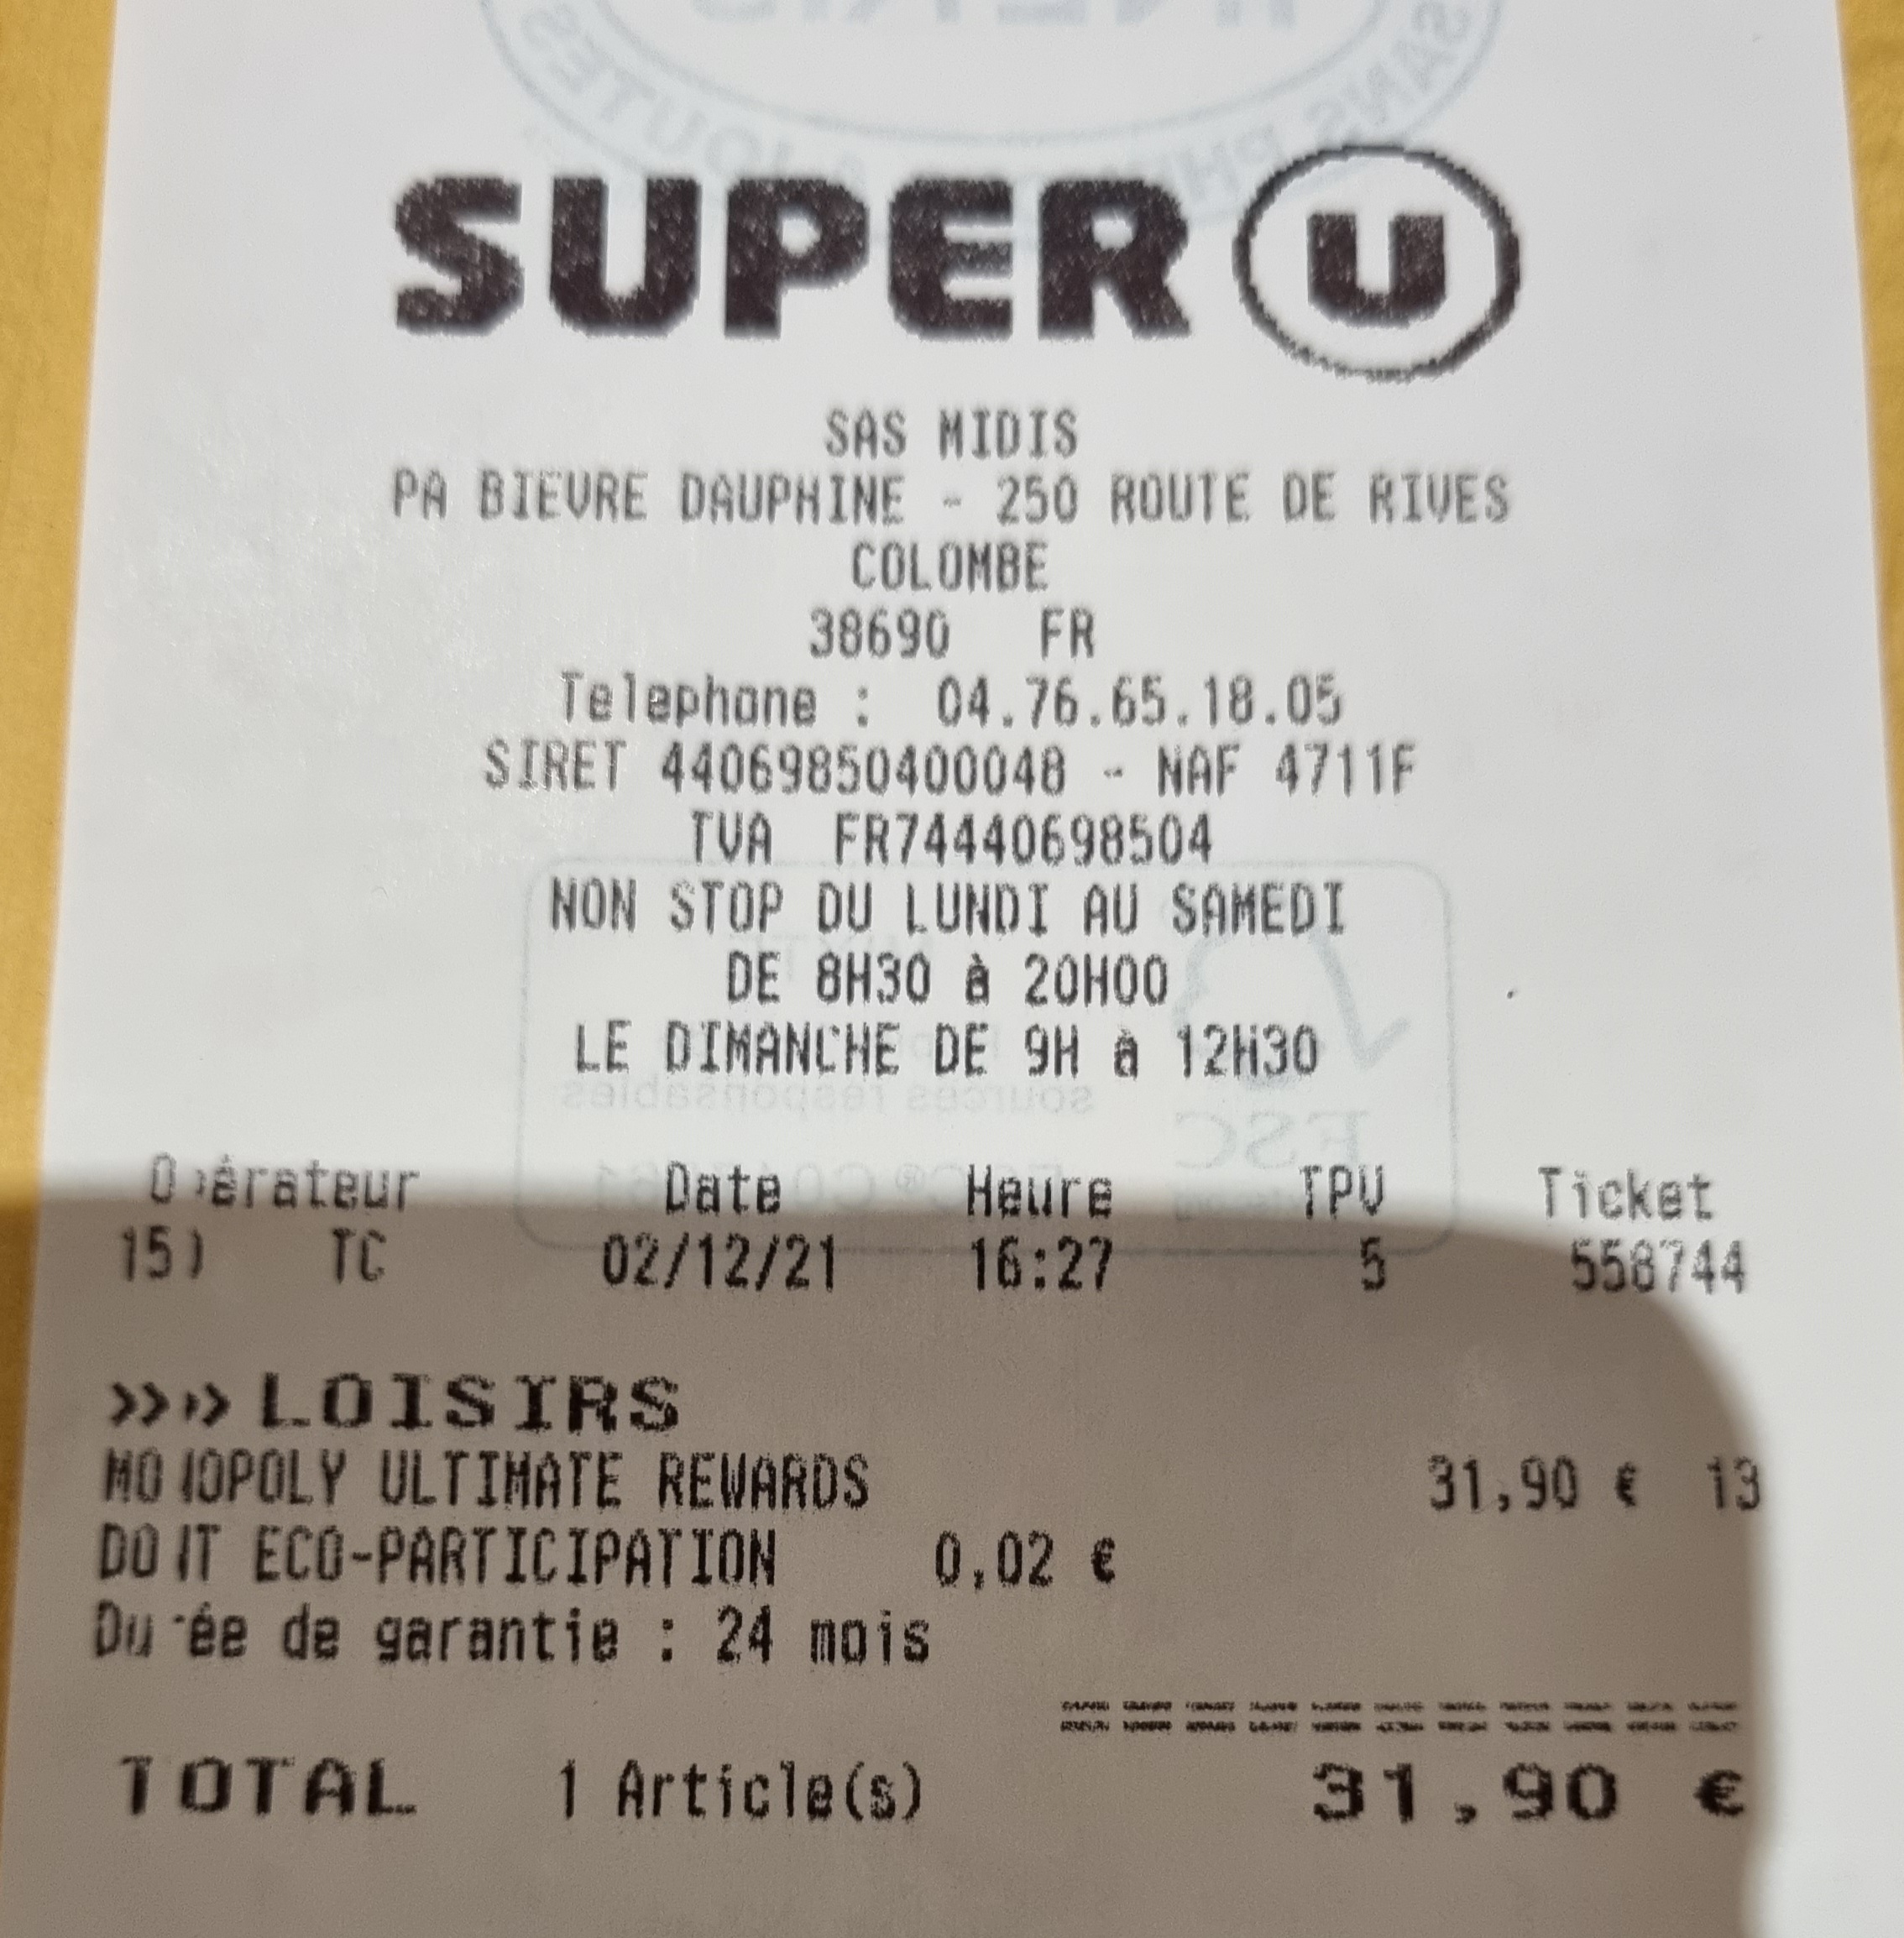 SUPER U
SAS MIDIS
PA BIEVRE DAUPHINE - 250 ROUTE DE RIVES
COLOMBE
38690 FR
Telephone : 04.76.65.18.05
SIRET 44069850400048 - NAF 4711F
TVA FR74440698504
NON STOP DU LUNDI AU SAMEDI
DE 8H30 à 20H00
LE DIMANCHE DE 9H à 12H30
Opérateur Date Heure TPV Ticket
TC 02/12/21 16:27 5 558744
>>>> LOISIRS
MONOPOLY ULTIMATE REWARDS 31,90 € 13
DONT ECO-PARTICIPATION 0,02 €
Durée de garantie : 24 mois
===========
TOTAL 1 Article(s) 31,90 €